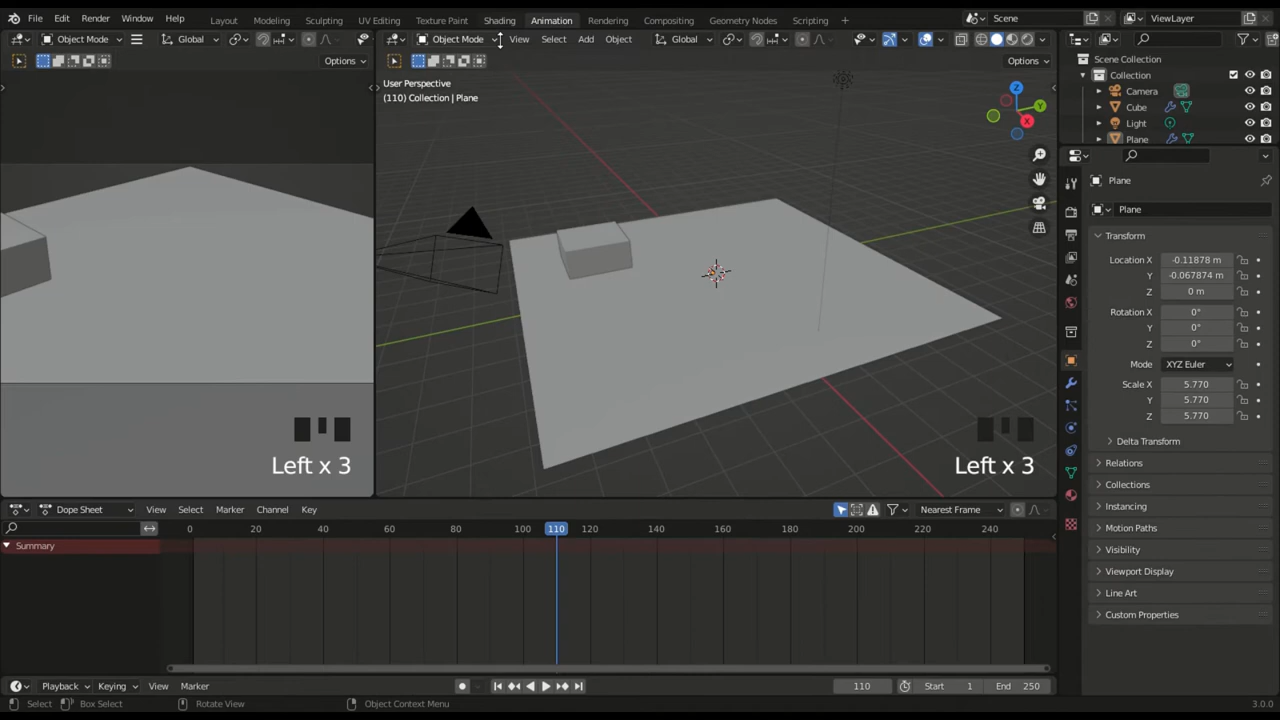 File Edit Render Window Help Layout Modeling Sculpting UV Editing Texture Paint Shading Animation Rendering Compositing Geometry Nodes Scripting + Scene ViewLayer
Object Mode Global Object Mode View Select Add Object Global
Options Options
User Perspective
(110) Collection | Plane
Z
Y
X
Left x 3
Left x 3
Scene Collection
Collection
Camera
Cube
Light
Plane
Plane
Plane
Transform
Location X -0.11878 m
Y -0.067874 m
Z 0 m
Rotation X 0°
Y 0°
Z 0°
Mode XYZ Euler
Scale X 5.770
Y 5.770
Z 5.770
Delta Transform
Relations
Collections
Instancing
Motion Paths
Visibility
Viewport Display
Line Art
Custom Properties
Dope Sheet View Select Marker Channel Key Nearest Frame
0 20 40 60 80 100 110 120 140 160 180 200 220 240
Summary
Playback Keying View Marker 110 Start 1 End 250
Select Box Select Rotate View Object Context Menu 3.0.0